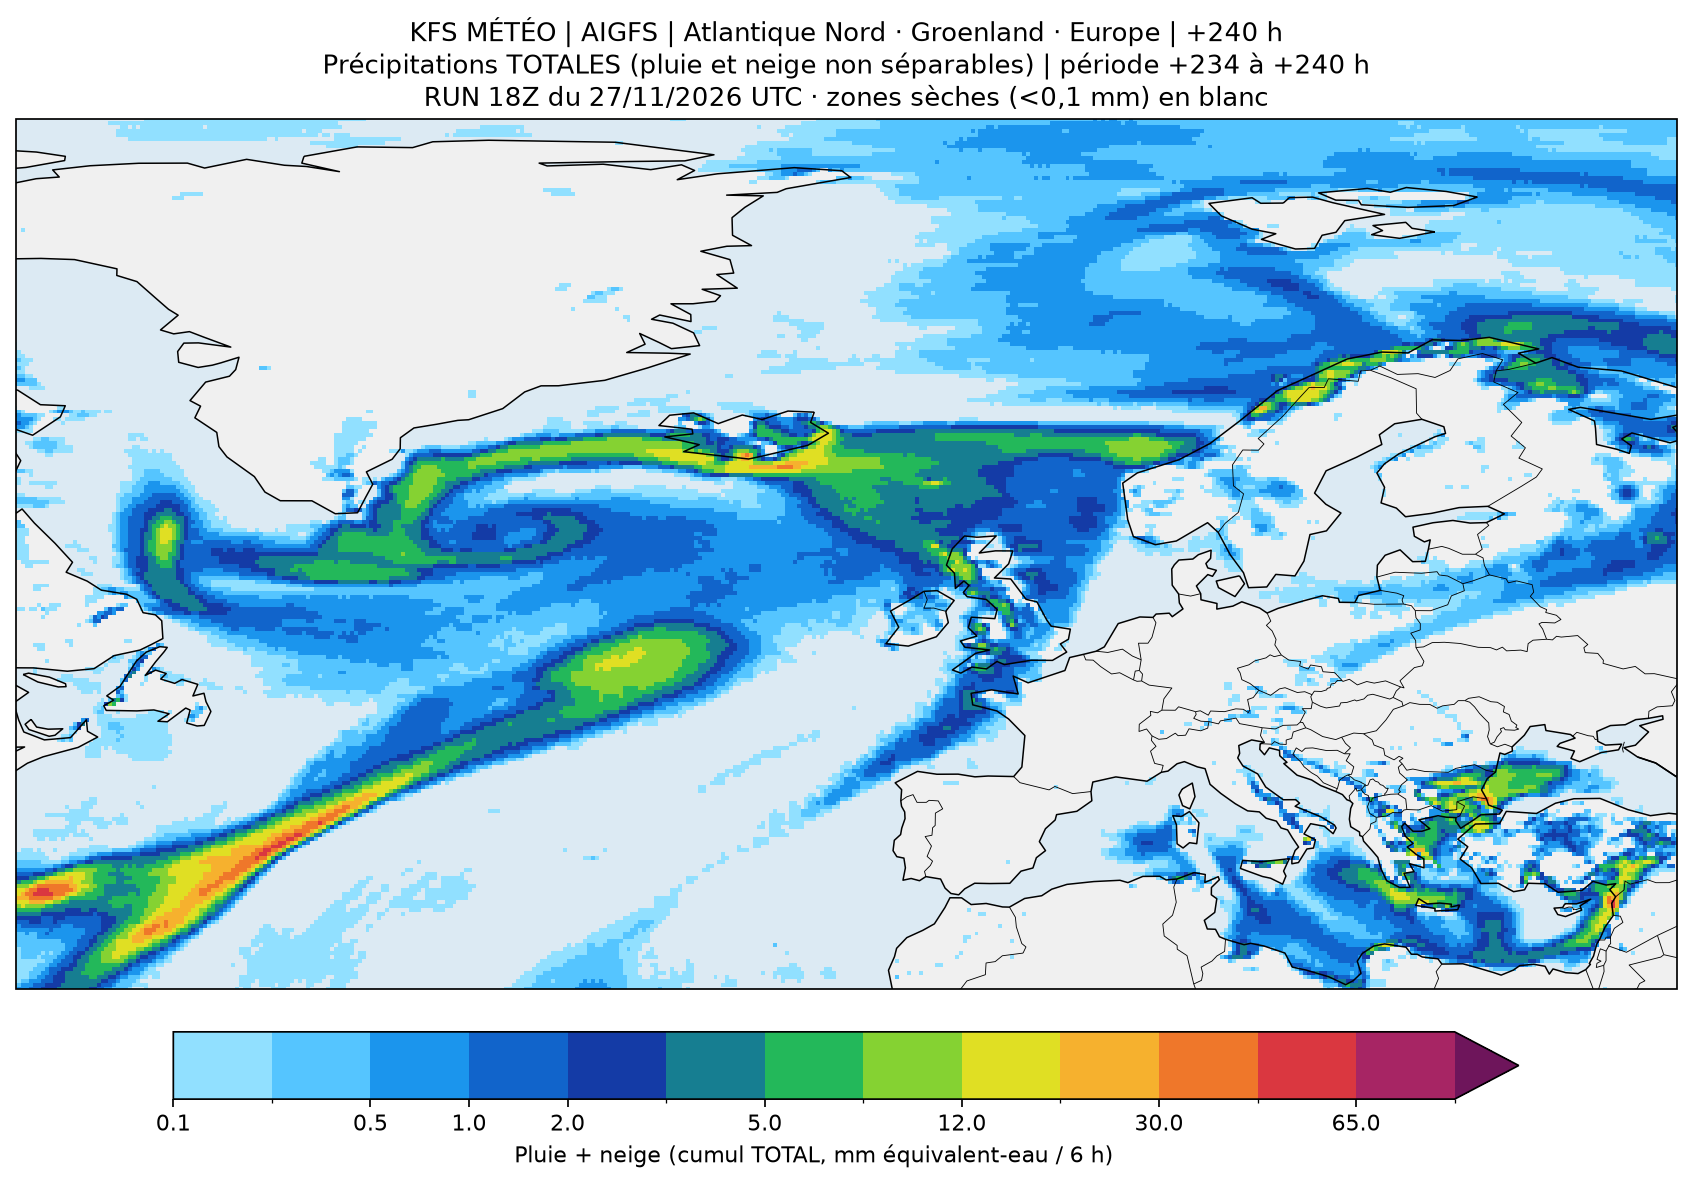 KFS MÉTÉO | AIGFS | Atlantique Nord · Groenland · Europe | +240 h
Précipitations TOTALES (pluie et neige non séparables) | période +234 à +240 h
RUN 18Z du 27/11/2026 UTC · zones sèches (<0,1 mm) en blanc
0.1 0.5 1.0 2.0 5.0 12.0 30.0 65.0
Pluie + neige (cumul TOTAL, mm équivalent-eau / 6 h)